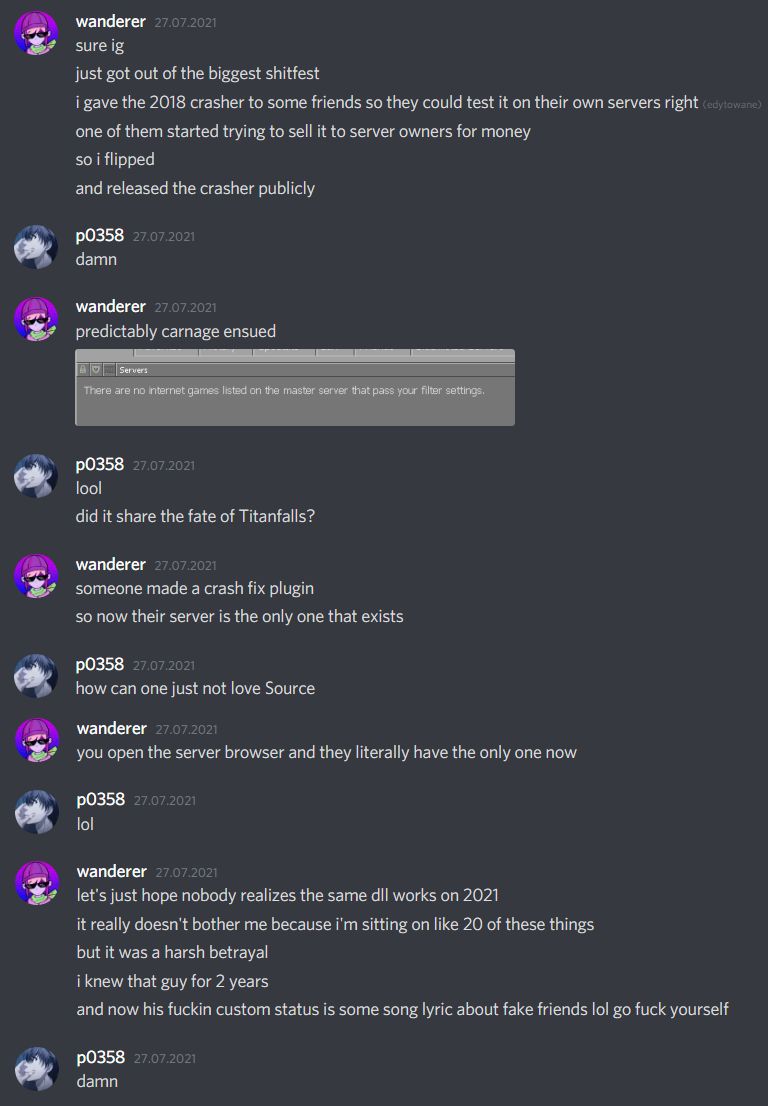 wanderer 27.07.2021
sure ig
just got out of the biggest shitfest
i gave the 2018 crasher to some friends so they could test it on their own servers right (edytowane)
one of them started trying to sell it to server owners for money
so i flipped
and released the crasher publicly
p0358 27.07.2021
damn
wanderer 27.07.2021
predictably carnage ensued
Servers
There are no internet games listed on the master server that pass your filter settings.
p0358 27.07.2021
lool
did it share the fate of Titanfalls?
wanderer 27.07.2021
someone made a crash fix plugin
so now their server is the only one that exists
p0358 27.07.2021
how can one just not love Source
wanderer 27.07.2021
you open the server browser and they literally have the only one now
p0358 27.07.2021
lol
wanderer 27.07.2021
let's just hope nobody realizes the same dll works on 2021
it really doesn't bother me because i'm sitting on like 20 of these things
but it was a harsh betrayal
i knew that guy for 2 years
and now his fuckin custom status is some song lyric about fake friends lol go fuck yourself
p0358 27.07.2021
damn